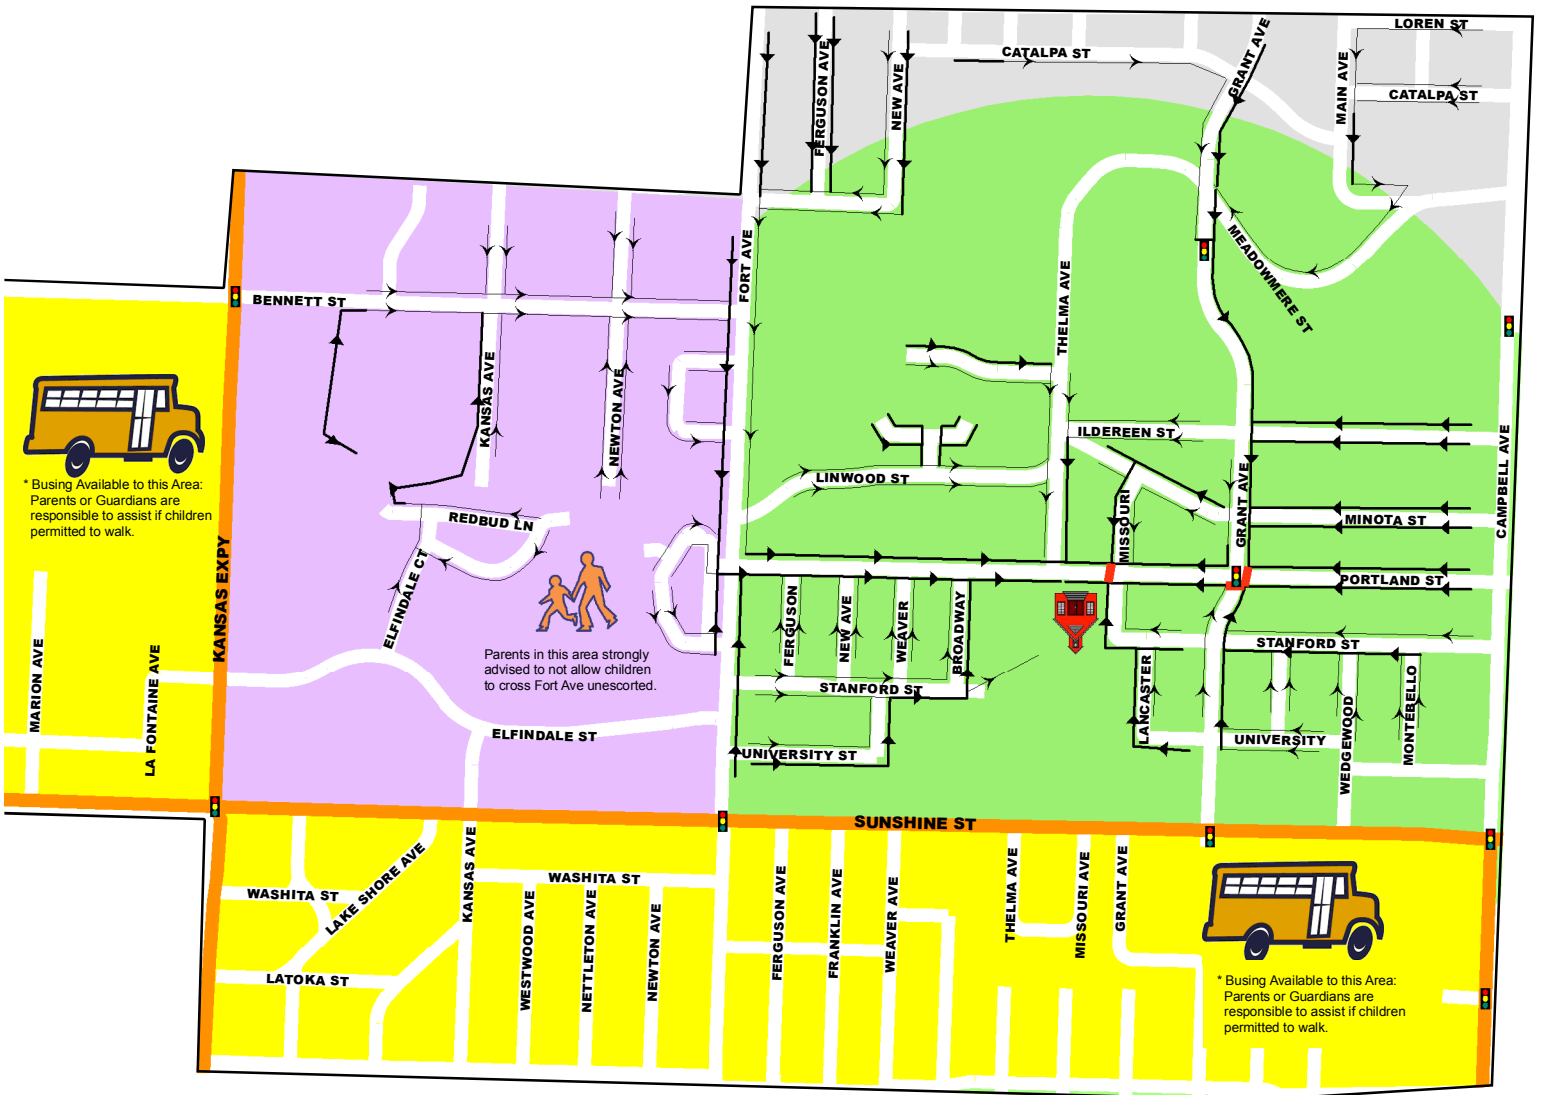 LOREN ST
CATALPA ST
GRANT AVE
MAIN AVE
CATALPA ST
FERGUSON AVE
NEW AVE
FORT AVE
THELMA AVE
MEADOWMERE ST
BENNETT ST
KANSAS AVE
NEWTON AVE
ILDEREEN ST
LINWOOD ST
MISSOURI
GRANT AVE
MINOTA ST
CAMPBELL AVE
* Busing Available to this Area:
Parents or Guardians are
responsible to assist if children
permitted to walk.
REDBUD LN
ELFINDALE CT
KANSAS EXPY
PORTLAND ST
FERGUSON
NEW AVE
WEAVER
BROADWAY
STANFORD ST
STANFORD ST
Parents in this area strongly
advised to not allow children
to cross Fort Ave unescorted.
MARION AVE
LA FONTAINE AVE
LANCASTER
WEDGEWOOD
MONTEBELLO
ELFINDALE ST
UNIVERSITY ST
UNIVERSITY
SUNSHINE ST
WASHITA ST
LAKE SHORE AVE
KANSAS AVE
WASHITA ST
LATOKA ST
WESTWOOD AVE
NETTLETON AVE
NEWTON AVE
FERGUSON AVE
FRANKLIN AVE
WEAVER AVE
THELMA AVE
MISSOURI AVE
GRANT AVE
* Busing Available to this Area:
Parents or Guardians are
responsible to assist if children
permitted to walk.